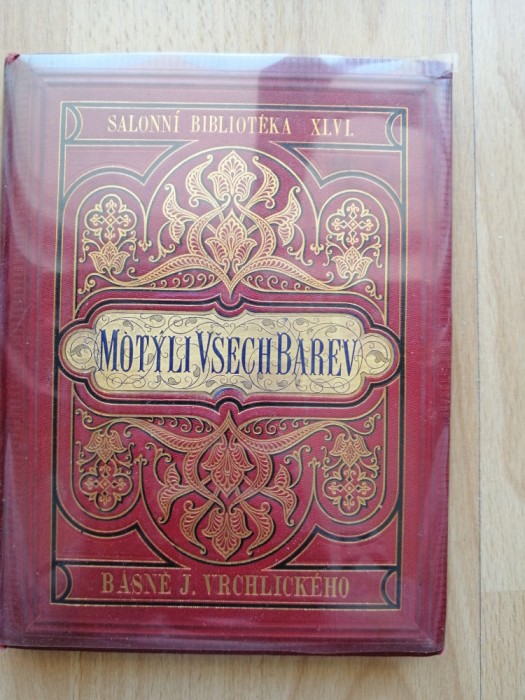 SALONNÍ BIBLIOTÉKA XLVI.
MOTÝLI VŠECH BAREV
BÁSNĚ J. VRCHLICKÉHO